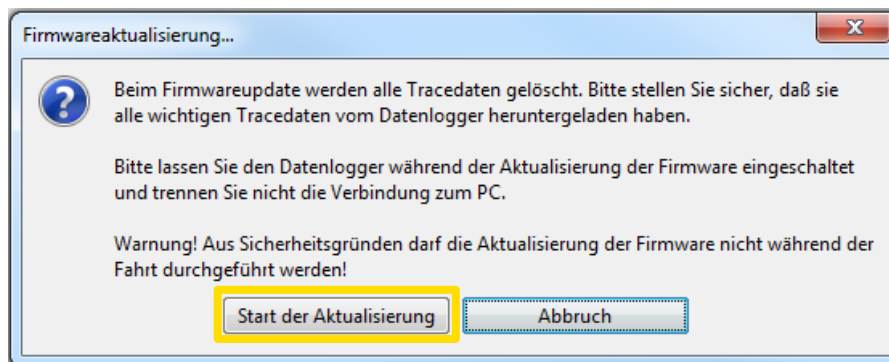 Firmwareaktualisierung...
Beim Firmwareupdate werden alle Tracedaten gelöscht. Bitte stellen Sie sicher, daß sie
alle wichtigen Tracedaten vom Datenlogger heruntergeladen haben.
Bitte lassen Sie den Datenlogger während der Aktualisierung der Firmware eingeschaltet
und trennen Sie nicht die Verbindung zum PC.
Warnung! Aus Sicherheitsgründen darf die Aktualisierung der Firmware nicht während der
Fahrt durchgeführt werden!
Start der Aktualisierung
Abbruch